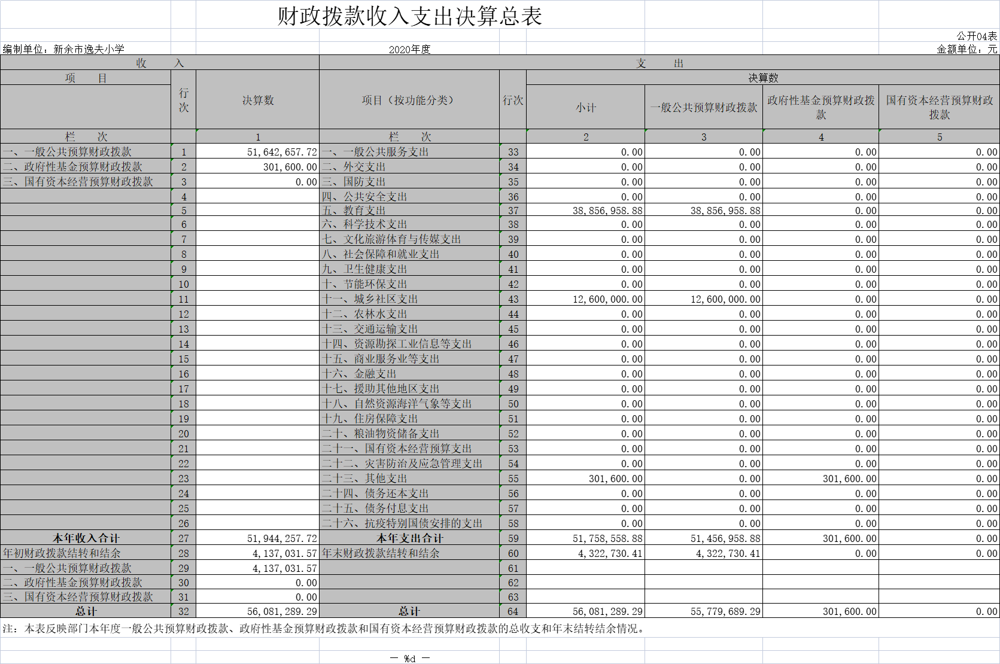 财政拨款收入支出决算总表
公开04表
编制单位：新余市逸夫小学 2020年度 金额单位：元
收 入 支 出
项 目 行次 决算数 项目（按功能分类） 行次 决算数
小计 一般公共预算财政拨款 政府性基金预算财政拨款 国有资本经营预算财政拨款
栏 次 1 栏 次 2 3 4 5
一、一般公共预算财政拨款 1 51,642,657.72 一、一般公共服务支出 33 0.00 0.00 0.00 0.00
二、政府性基金预算财政拨款 2 301,600.00 二、外交支出 34 0.00 0.00 0.00 0.00
三、国有资本经营预算财政拨款 3 0.00 三、国防支出 35 0.00 0.00 0.00 0.00
4 四、公共安全支出 36 0.00 0.00 0.00 0.00
5 五、教育支出 37 38,856,958.88 38,856,958.88 0.00 0.00
6 六、科学技术支出 38 0.00 0.00 0.00 0.00
7 七、文化旅游体育与传媒支出 39 0.00 0.00 0.00 0.00
8 八、社会保障和就业支出 40 0.00 0.00 0.00 0.00
9 九、卫生健康支出 41 0.00 0.00 0.00 0.00
10 十、节能环保支出 42 0.00 0.00 0.00 0.00
11 十一、城乡社区支出 43 12,600,000.00 12,600,000.00 0.00 0.00
12 十二、农林水支出 44 0.00 0.00 0.00 0.00
13 十三、交通运输支出 45 0.00 0.00 0.00 0.00
14 十四、资源勘探工业信息等支出 46 0.00 0.00 0.00 0.00
15 十五、商业服务业等支出 47 0.00 0.00 0.00 0.00
16 十六、金融支出 48 0.00 0.00 0.00 0.00
17 十七、援助其他地区支出 49 0.00 0.00 0.00 0.00
18 十八、自然资源海洋气象等支出 50 0.00 0.00 0.00 0.00
19 十九、住房保障支出 51 0.00 0.00 0.00 0.00
20 二十、粮油物资储备支出 52 0.00 0.00 0.00 0.00
21 二十一、国有资本经营预算支出 53 0.00 0.00 0.00 0.00
22 二十二、灾害防治及应急管理支出 54 0.00 0.00 0.00 0.00
23 二十三、其他支出 55 301,600.00 0.00 301,600.00 0.00
24 二十四、债务还本支出 56 0.00 0.00 0.00 0.00
25 二十五、债务付息支出 57 0.00 0.00 0.00 0.00
26 二十六、抗疫特别国债安排的支出 58 0.00 0.00 0.00 0.00
本年收入合计 27 51,944,257.72 本年支出合计 59 51,758,558.88 51,456,958.88 301,600.00 0.00
年初财政拨款结转和结余 28 4,137,031.57 年末财政拨款结转和结余 60 4,322,730.41 4,322,730.41 0.00 0.00
一、一般公共预算财政拨款 29 4,137,031.57 61
二、政府性基金预算财政拨款 30 0.00 62
三、国有资本经营预算财政拨款 31 0.00 63
总计 32 56,081,289.29 总计 64 56,081,289.29 55,779,689.29 301,600.00 0.00
注：本表反映部门本年度一般公共预算财政拨款、政府性基金预算财政拨款和国有资本经营预算财政拨款的总收支和年末结转结余情况。
— %d —